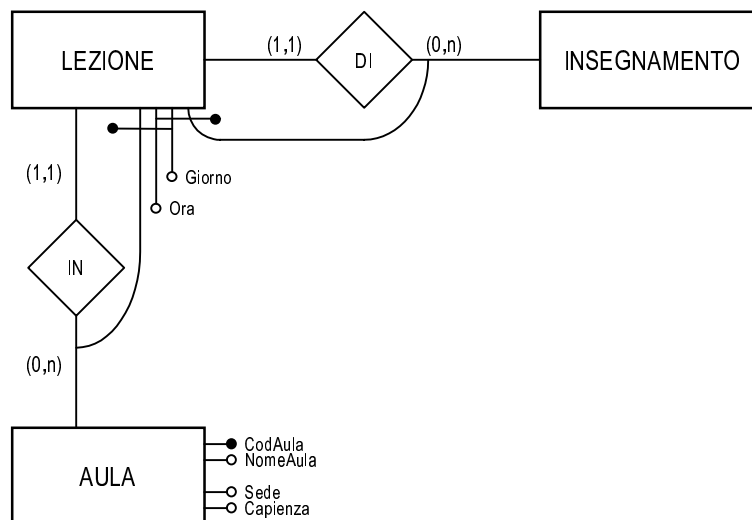 LEZIONE
(1,1)
DI
(0,n)
INSEGNAMENTO
(1,1)
Giorno
Ora
IN
(0,n)
AULA
CodAula
NomeAula
Sede
Capienza